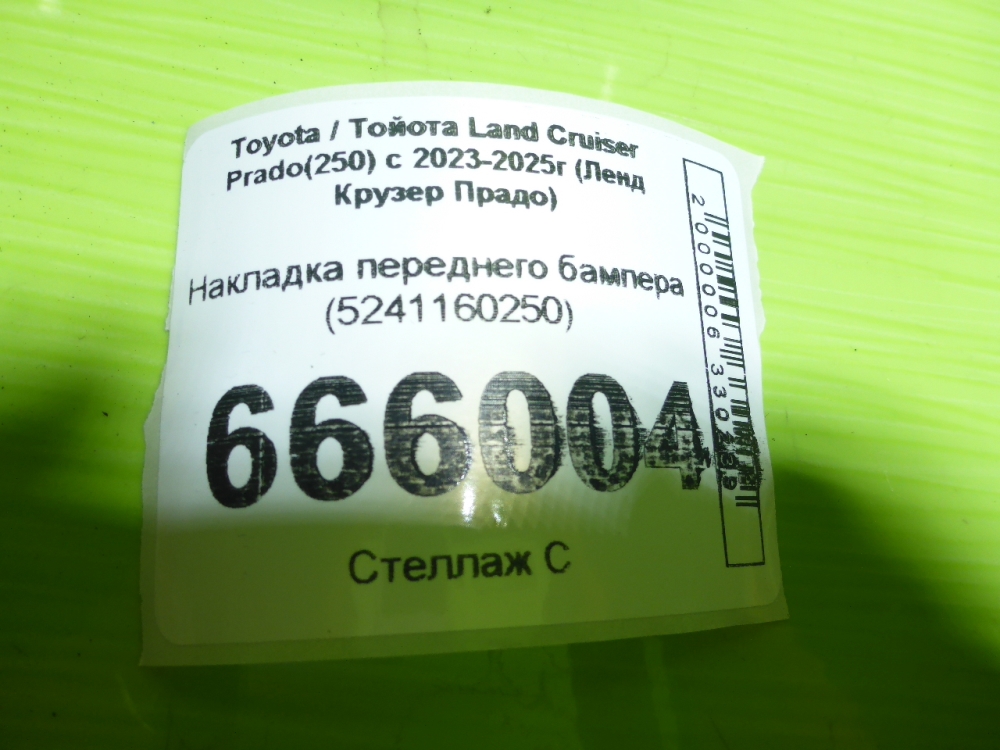 Toyota / Тойота Land Cruiser
Prado(250) с 2023-2025г (Ленд
Крузер Прадо)
Накладка переднего бампера
(5241160250)
666004
Стеллаж С